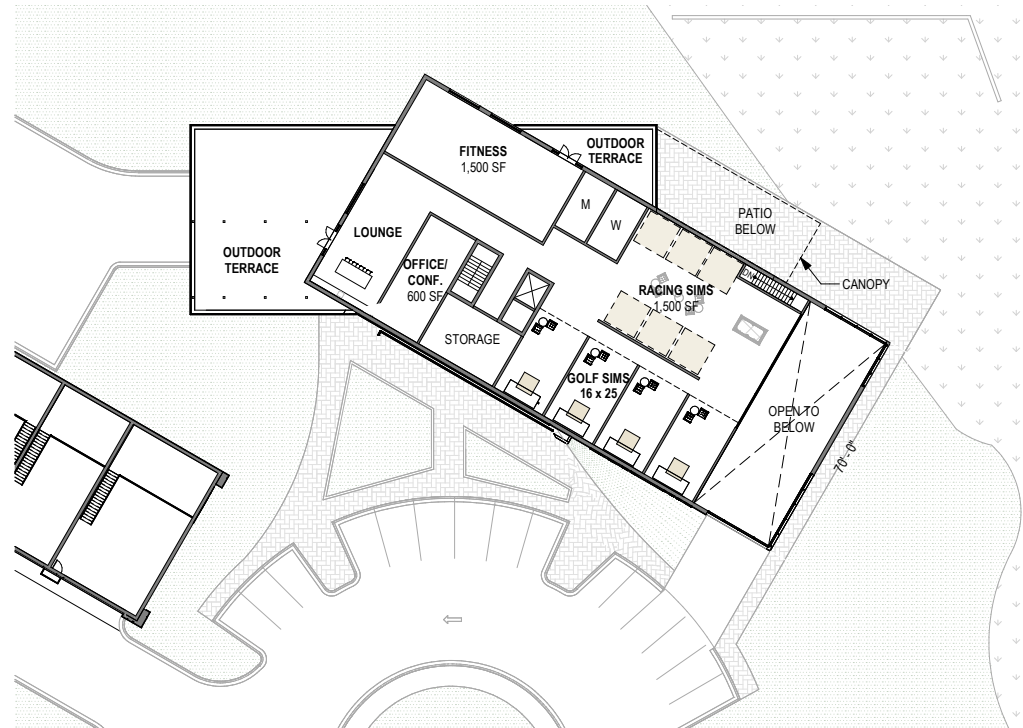 FITNESS
1,500 SF
OUTDOOR
TERRACE
M
W
PATIO
BELOW
LOUNGE
OUTDOOR
TERRACE
OFFICE/
CONF.
600 SF
DN
CANOPY
RACING SIMS
1,500 SF
STORAGE
GOLF SIMS
16 x 25
OPEN TO
BELOW
70' - 0"